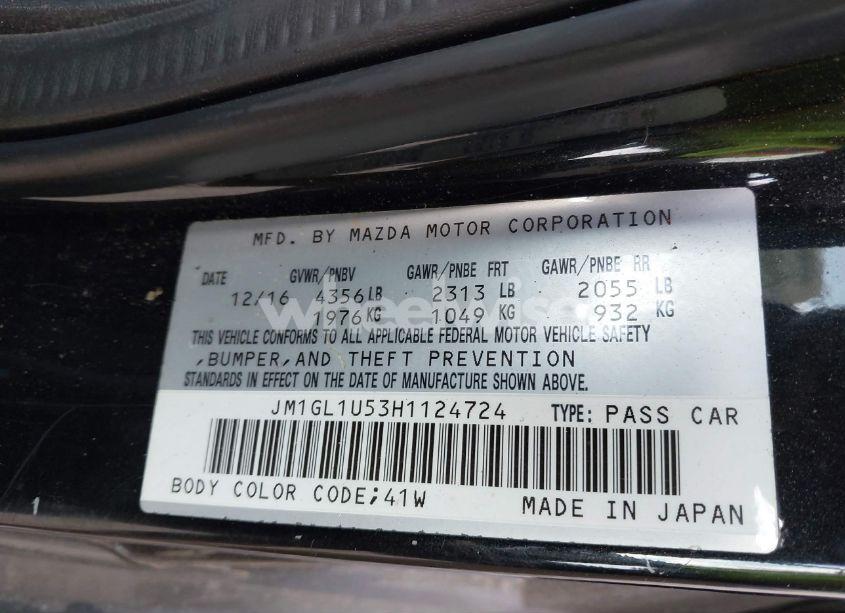 MFD. BY MAZDA MOTOR CORPORATION
DATE GVWR/PNBV GAWR/PNBE FRT GAWR/PNBE RR
12/16 4356 LB 2313 LB 2055 LB
1976 KG 1049 KG 932 KG
THIS VEHICLE CONFORMS TO ALL APPLICABLE FEDERAL MOTOR VEHICLE SAFETY
,BUMPER,AND THEFT PREVENTION
STANDARDS IN EFFECT ON THE DATE OF MANUFACTURE SHOWN ABOVE.
JM1GL1U53H1124724 TYPE: PASS CAR
BODY COLOR CODE;41W MADE IN JAPAN
1